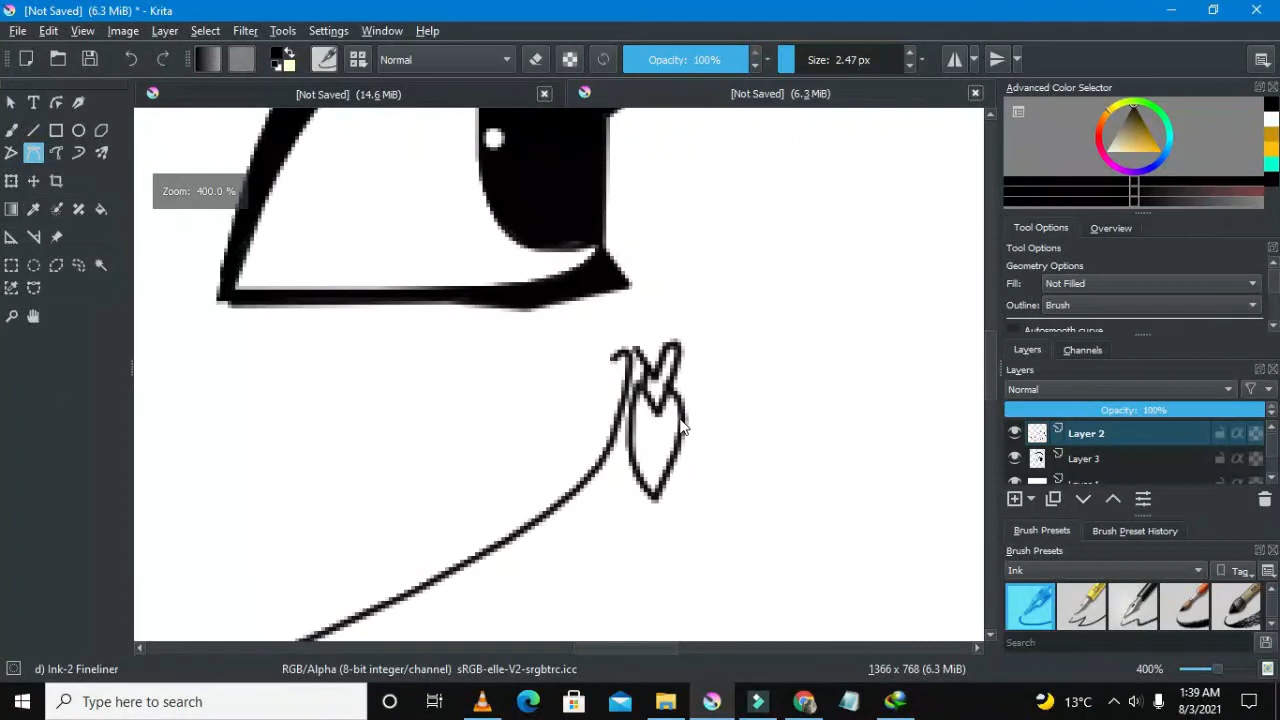 [Not Saved] (6.3 MiB) * - Krita
File Edit View Image Layer Select Filter Tools Settings Window Help
Normal Opacity: 100% Size: 2.47 px
[Not Saved] (14.6 MiB) [Not Saved] (6.3 MiB)
Advanced Color Selector
Zoom: 400.0 %
Tool Options Overview
Tool Options
Geometry Options
Fill: Not Filled
Outline: Brush
Autosmooth curve
Layers Channels
Layers
Normal
Opacity: 100%
Layer 2
Layer 3
Brush Presets Brush Preset History
Brush Presets
Ink Tag
Search
d) Ink-2 Fineliner RGB/Alpha (8-bit integer/channel) sRGB-elle-V2-srgbtrc.icc 1366 x 768 (6.3 MiB) 400%
Type here to search 13°C 1:39 AM
8/3/2021